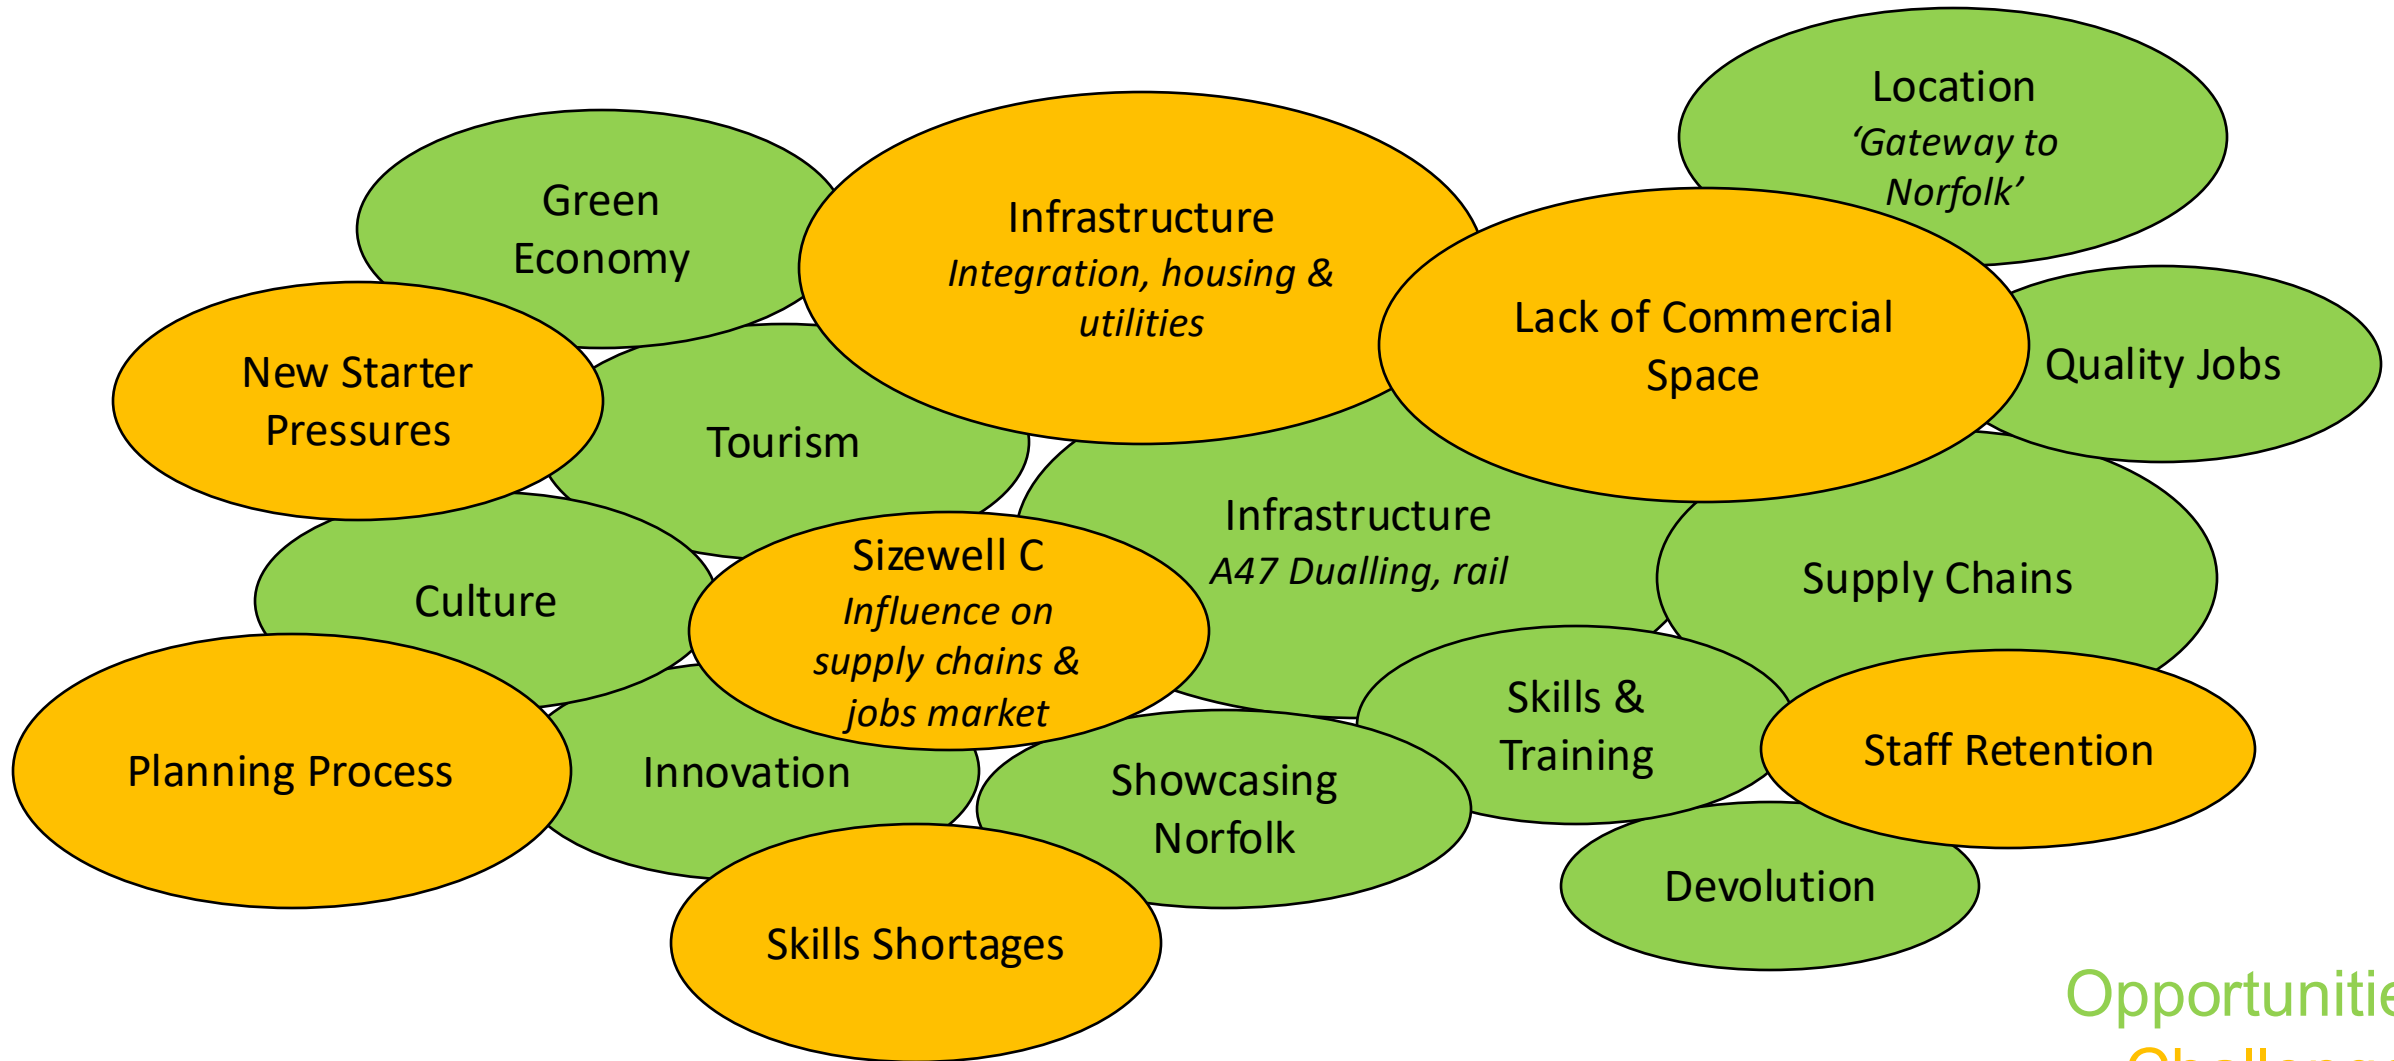 Location
‘Gateway to
Norfolk’
Green
Economy
Infrastructure
Integration, housing &
utilities
Lack of Commercial
Space
Quality Jobs
New Starter
Pressures
Tourism
Infrastructure
A47 Dualling, rail
Sizewell C
Influence on
supply chains &
jobs market
Supply Chains
Culture
Skills &
Training
Staff Retention
Planning Process
Innovation
Showcasing
Norfolk
Devolution
Skills Shortages
Opportunitie